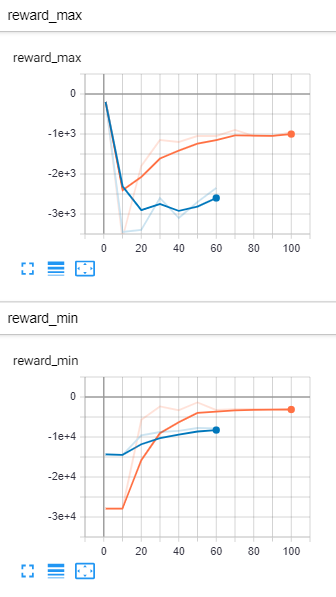 reward_max
reward_max
0
-1e+3
-2e+3
-3e+3
0 20 40 60 80 100
reward_min
reward_min
0
-1e+4
-2e+4
-3e+4
0 20 40 60 80 100